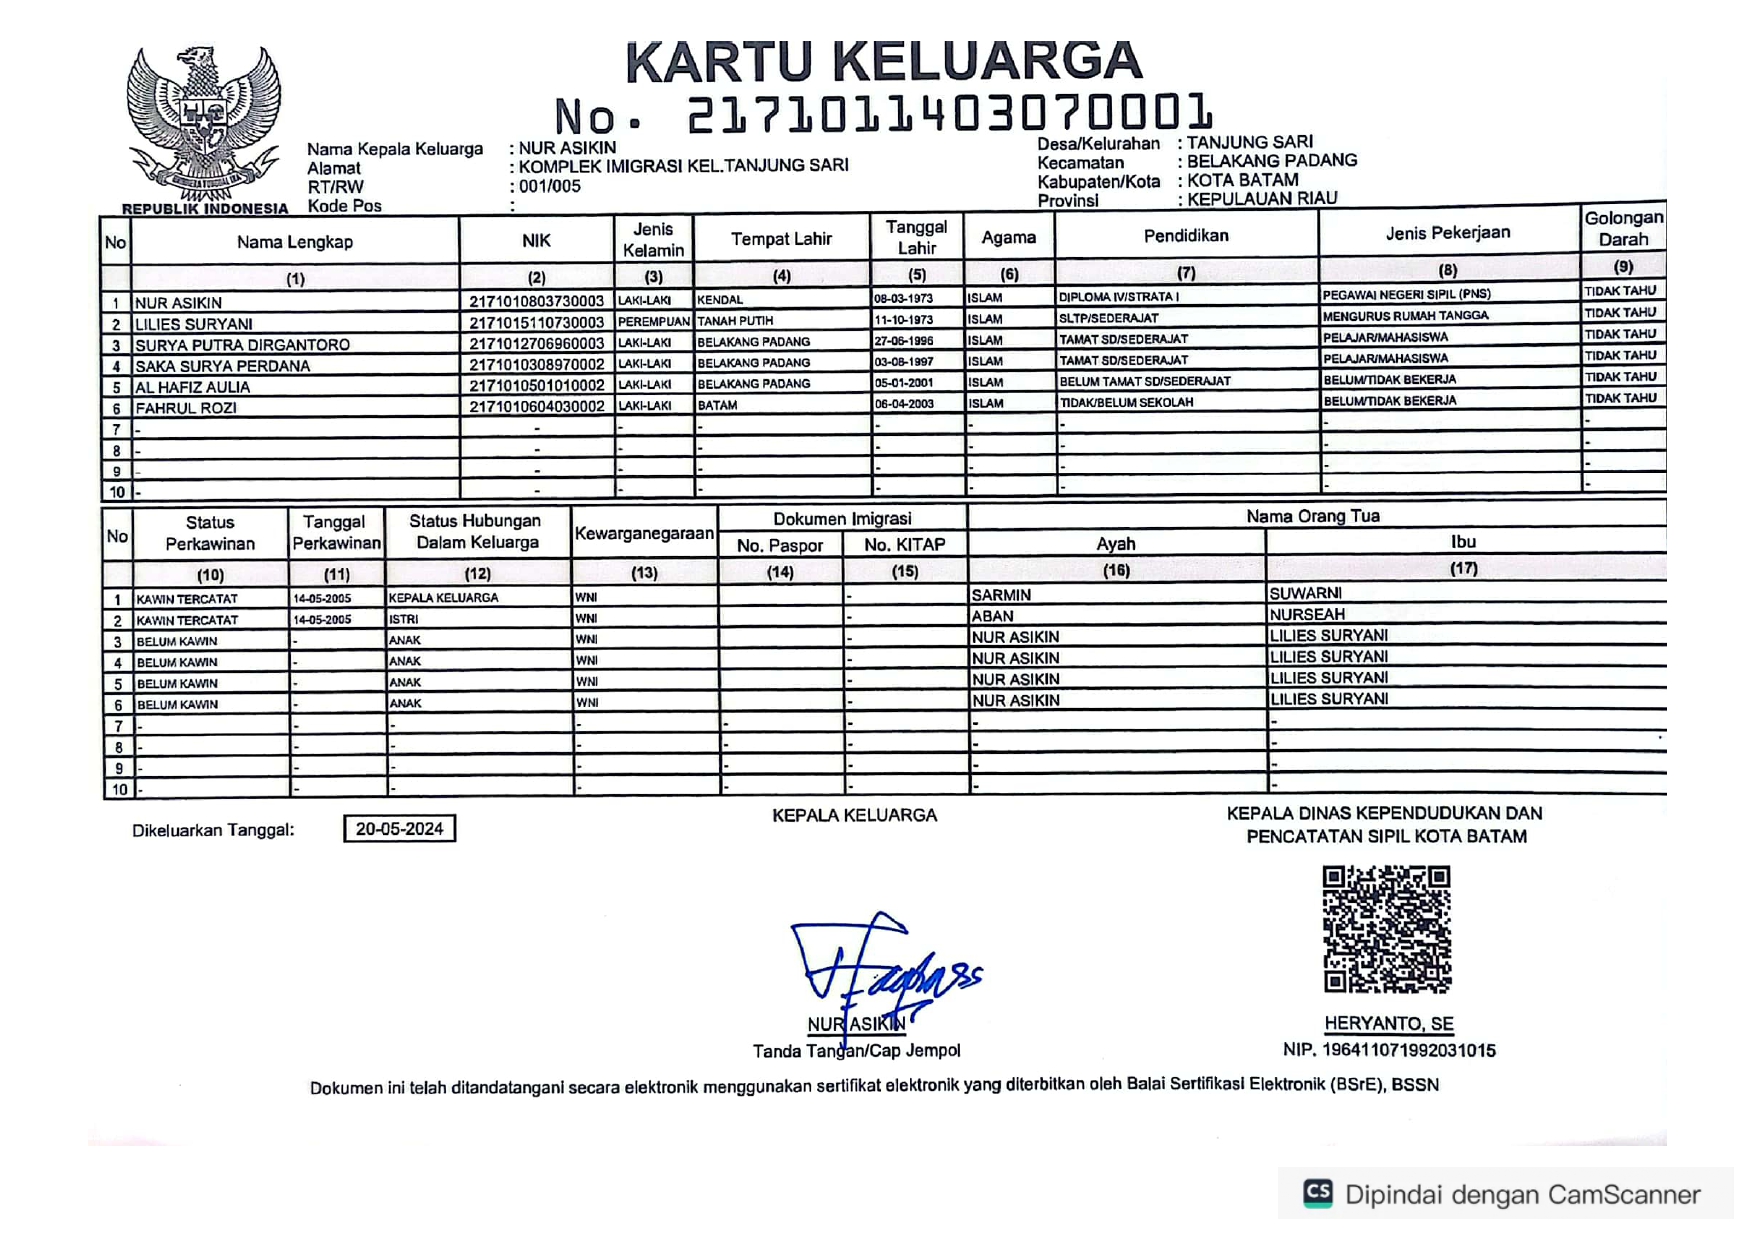 KARTU KELUARGA
No. 2171011403070001
REPUBLIK INDONESIA
Nama Kepala Keluarga : NUR ASIKIN
Alamat : KOMPLEK IMIGRASI KEL.TANJUNG SARI
RT/RW : 001/005
Kode Pos :
Desa/Kelurahan : TANJUNG SARI
Kecamatan : BELAKANG PADANG
Kabupaten/Kota : KOTA BATAM
Provinsi : KEPULAUAN RIAU
No Nama Lengkap NIK Jenis Kelamin Tempat Lahir Tanggal Lahir Agama Pendidikan Jenis Pekerjaan Golongan Darah
(1) (2) (3) (4) (5) (6) (7) (8) (9)
1 NUR ASIKIN 2171010803730003 LAKI-LAKI KENDAL 08-03-1973 ISLAM DIPLOMA IV/STRATA I PEGAWAI NEGERI SIPIL (PNS) TIDAK TAHU
2 LILIES SURYANI 2171015110730003 PEREMPUAN TANAH PUTIH 11-10-1973 ISLAM SLTP/SEDERAJAT MENGURUS RUMAH TANGGA TIDAK TAHU
3 SURYA PUTRA DIRGANTORO 2171012706960003 LAKI-LAKI BELAKANG PADANG 27-06-1996 ISLAM TAMAT SD/SEDERAJAT PELAJAR/MAHASISWA TIDAK TAHU
4 SAKA SURYA PERDANA 2171010308970002 LAKI-LAKI BELAKANG PADANG 03-08-1997 ISLAM TAMAT SD/SEDERAJAT PELAJAR/MAHASISWA TIDAK TAHU
5 AL HAFIZ AULIA 2171010501010002 LAKI-LAKI BELAKANG PADANG 05-01-2001 ISLAM BELUM TAMAT SD/SEDERAJAT BELUM/TIDAK BEKERJA TIDAK TAHU
6 FAHRUL ROZI 2171010604030002 LAKI-LAKI BATAM 06-04-2003 ISLAM TIDAK/BELUM SEKOLAH BELUM/TIDAK BEKERJA TIDAK TAHU
7 - - - - - - - - -
8 - - - - - - - - -
9 - - - - - - - - -
10 - - - - - - - - -
No Status Perkawinan Tanggal Perkawinan Status Hubungan Dalam Keluarga Kewarganegaraan Dokumen Imigrasi Nama Orang Tua
No. Paspor No. KITAP Ayah Ibu
(10) (11) (12) (13) (14) (15) (16) (17)
1 KAWIN TERCATAT 14-05-2005 KEPALA KELUARGA WNI - SARMIN SUWARNI
2 KAWIN TERCATAT 14-05-2005 ISTRI WNI - ABAN NURSEAH
3 BELUM KAWIN - ANAK WNI - NUR ASIKIN LILIES SURYANI
4 BELUM KAWIN - ANAK WNI - NUR ASIKIN LILIES SURYANI
5 BELUM KAWIN - ANAK WNI - NUR ASIKIN LILIES SURYANI
6 BELUM KAWIN - ANAK WNI - NUR ASIKIN LILIES SURYANI
7 - - - - - - - -
8 - - - - - - - -
9 - - - - - - - -
10 - - - - - - - -
Dikeluarkan Tanggal: 20-05-2024
KEPALA KELUARGA
NUR ASIKIN
Tanda Tangan/Cap Jempol
KEPALA DINAS KEPENDUDUKAN DAN
PENCATATAN SIPIL KOTA BATAM
HERYANTO, SE
NIP. 196411071992031015
Dokumen ini telah ditandatangani secara elektronik menggunakan sertifikat elektronik yang diterbitkan oleh Balai Sertifikasi Elektronik (BSrE), BSSN
CS Dipindai dengan CamScanner